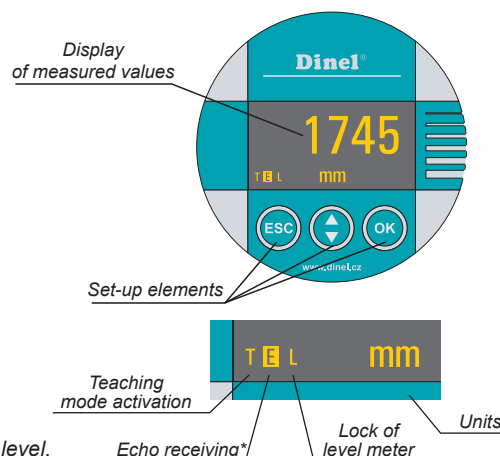 Display
of measured values
Dinel®
1745
T E L mm
ESC OK
www.dinel.cz
Set-up elements
T E L mm
Teaching
mode activation
Units
Lock of
level meter
level.
Echo receiving*